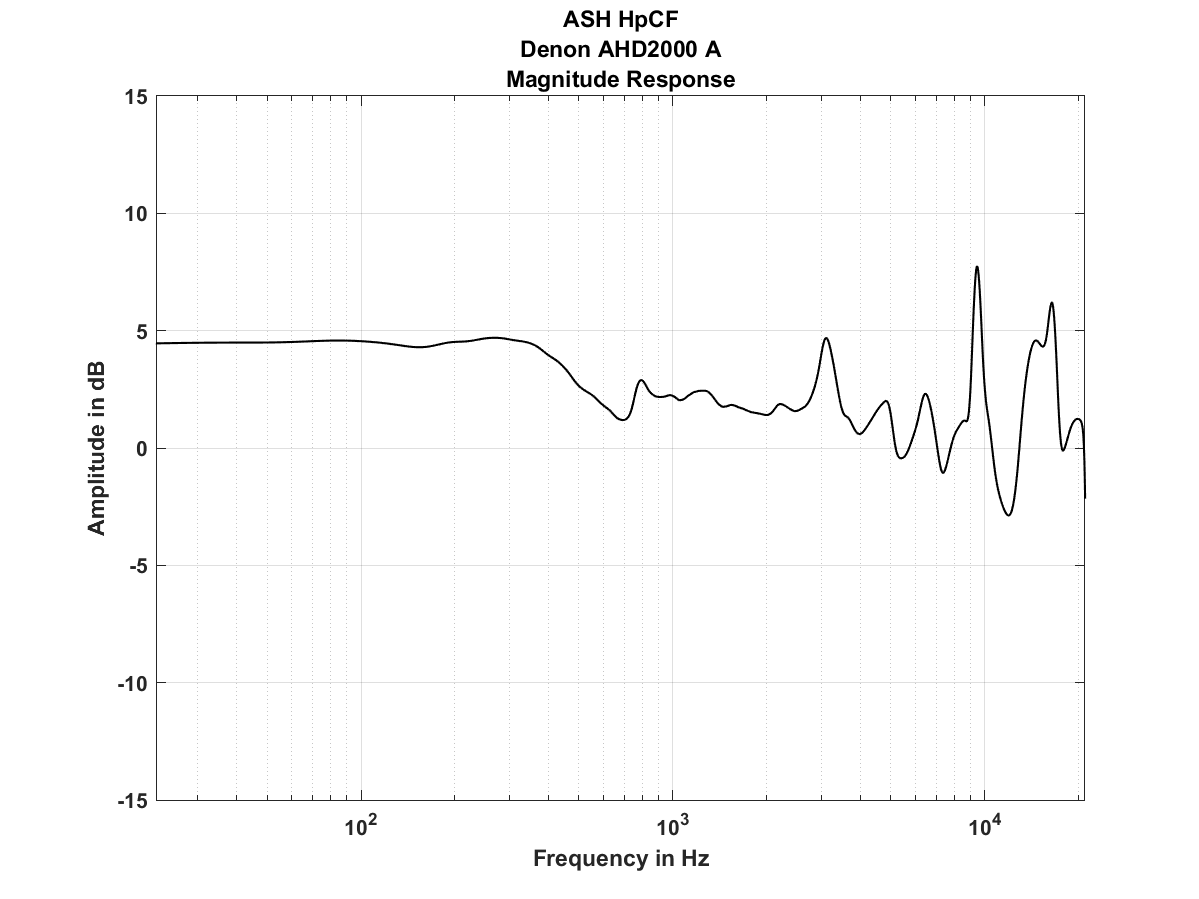 ASH HpCF
Denon AHD2000 A
Magnitude Response
15
10
5
0
-5
-10
-15
Amplitude in dB
10²
10³
10⁴
Frequency in Hz